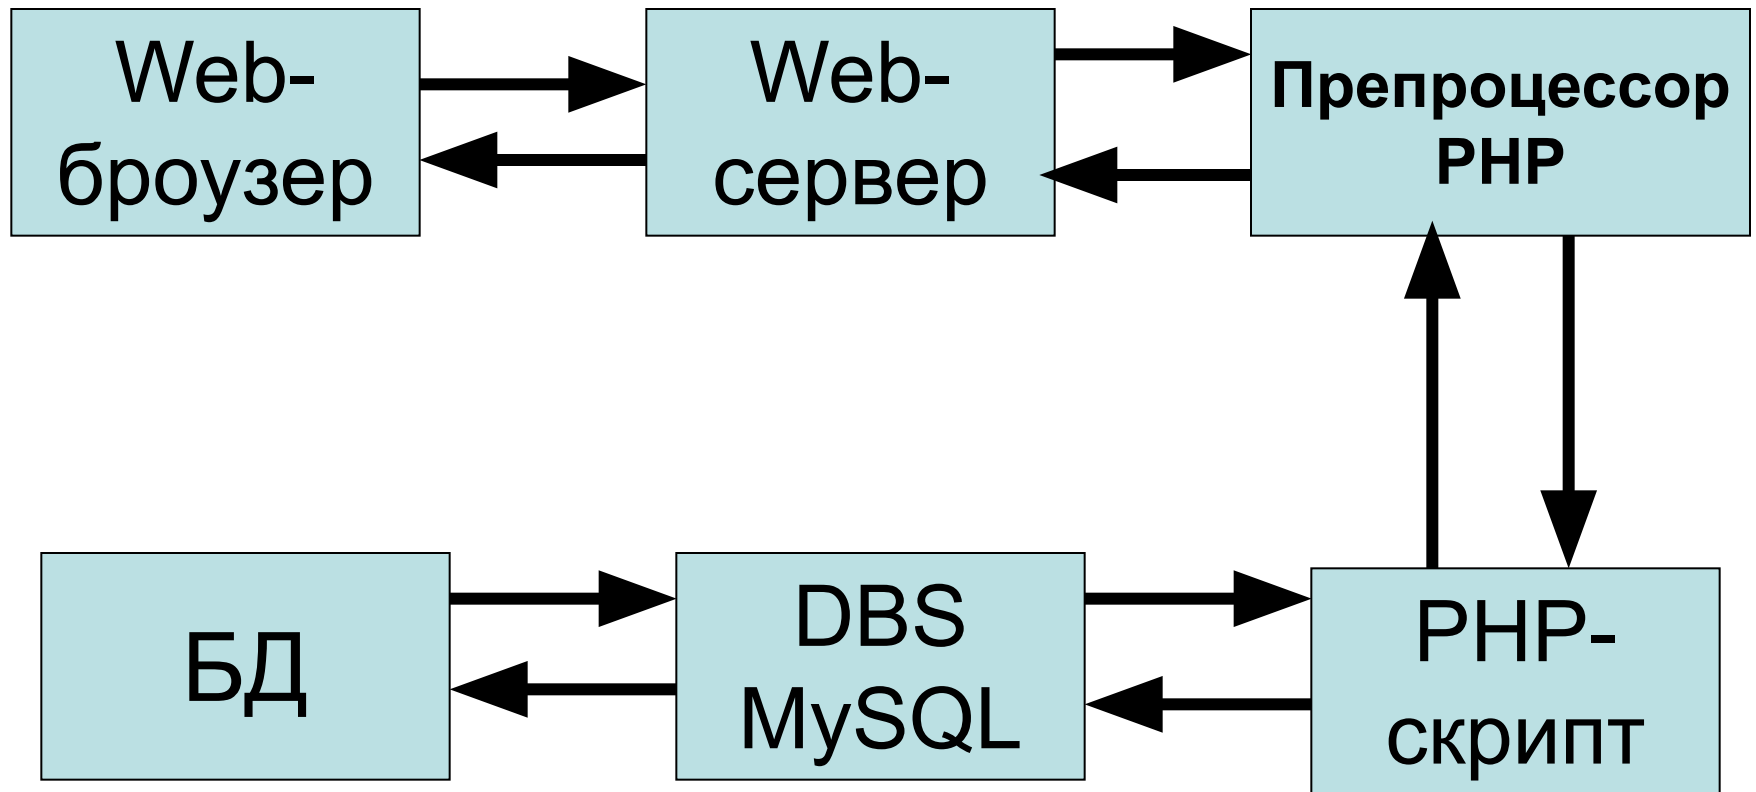 Web-
броузер
Web-
сервер
Препроцессор
PHP
БД
DBS
MySQL
PHP-
скрипт